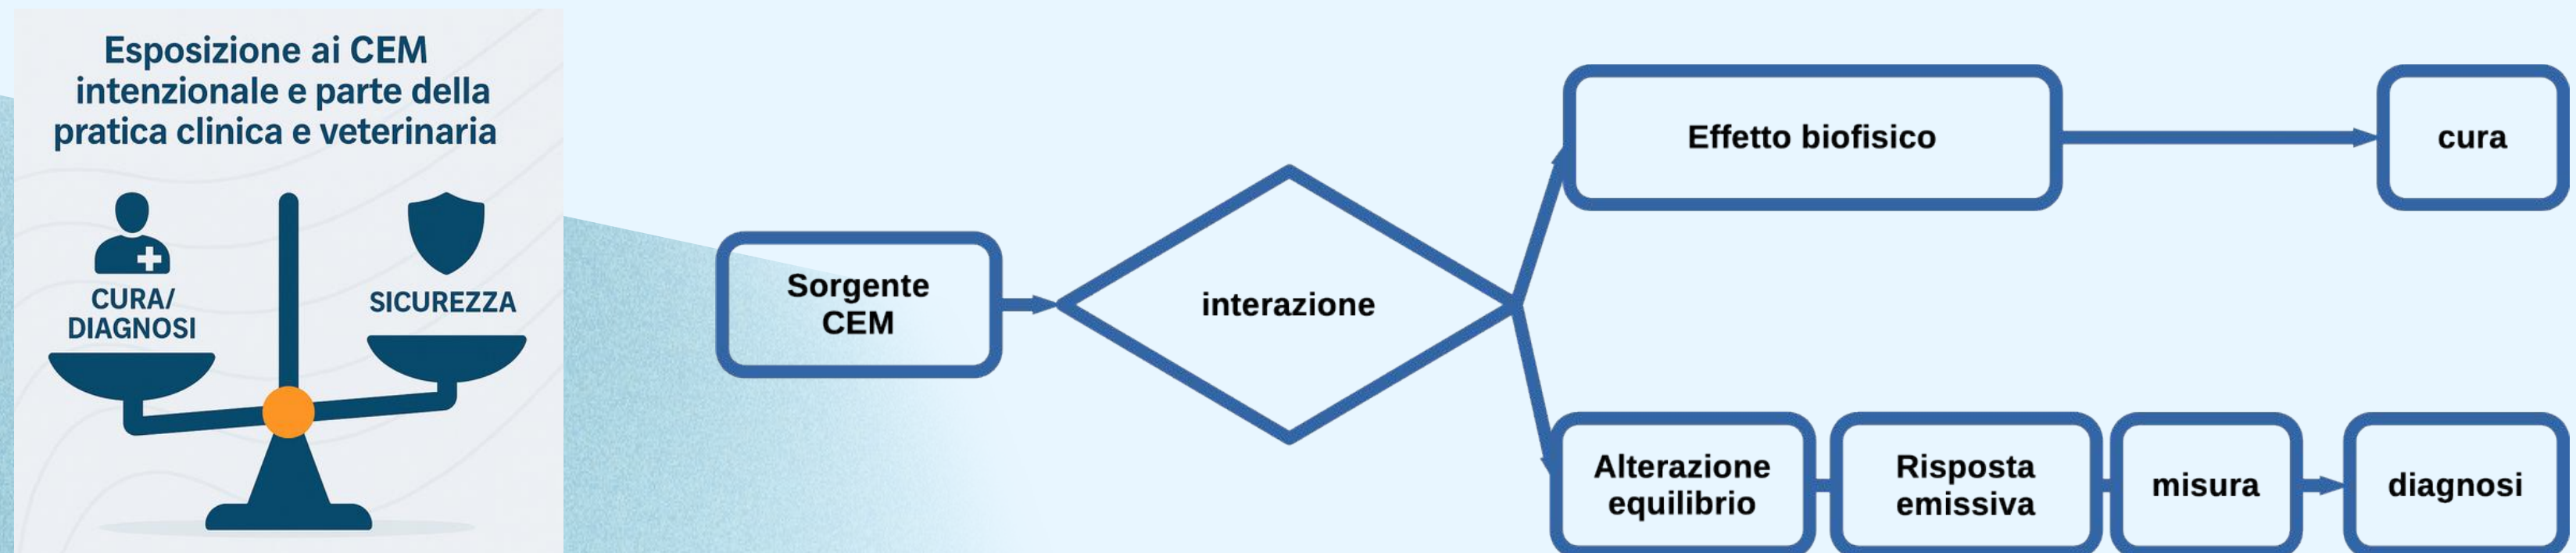 Esposizione ai CEM
intenzionale e parte della
pratica clinica e veterinaria
CURA/
DIAGNOSI
SICUREZZA
Sorgente
CEM
interazione
Effetto biofisico
cura
Alterazione
equilibrio
Risposta
emissiva
misura
diagnosi